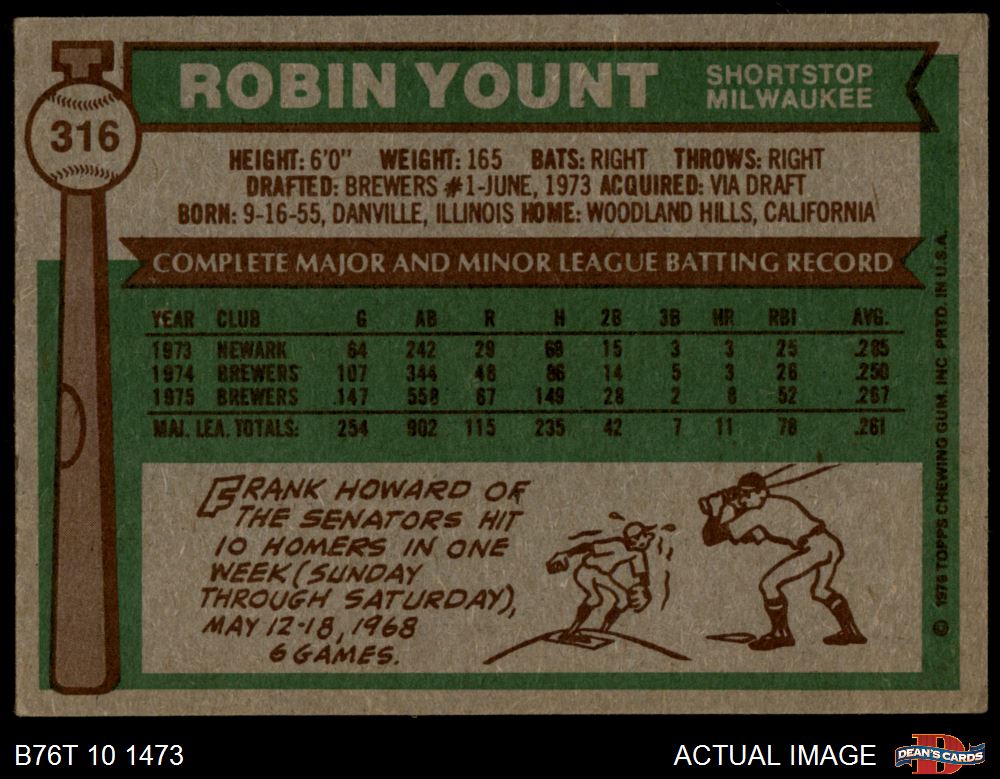 ROBIN YOUNT
SHORTSTOP
MILWAUKEE
316
HEIGHT: 6'0" WEIGHT: 165 BATS: RIGHT THROWS: RIGHT
DRAFTED: BREWERS #1-JUNE, 1973 ACQUIRED: VIA DRAFT
BORN: 9-16-55, DANVILLE, ILLINOIS HOME: WOODLAND HILLS, CALIFORNIA
COMPLETE MAJOR AND MINOR LEAGUE BATTING RECORD
YEAR CLUB G AB R H 2B 3B HR RBI AVG.
1973 NEWARK 64 242 29 69 15 3 3 25 .285
1974 BREWERS 107 344 48 86 14 5 3 26 .250
1975 BREWERS 147 558 67 149 28 2 8 52 .267
MAJ. LEA. TOTALS: 254 902 115 235 42 7 11 78 .261
FRANK HOWARD OF
THE SENATORS HIT
10 HOMERS IN ONE
WEEK (SUNDAY
THROUGH SATURDAY),
MAY 12-18, 1968
6 GAMES.
© 1976 TOPPS CHEWING GUM, INC. PRTD. IN U.S.A.
B76T 10 1473
ACTUAL IMAGE
DEAN'S CARDS